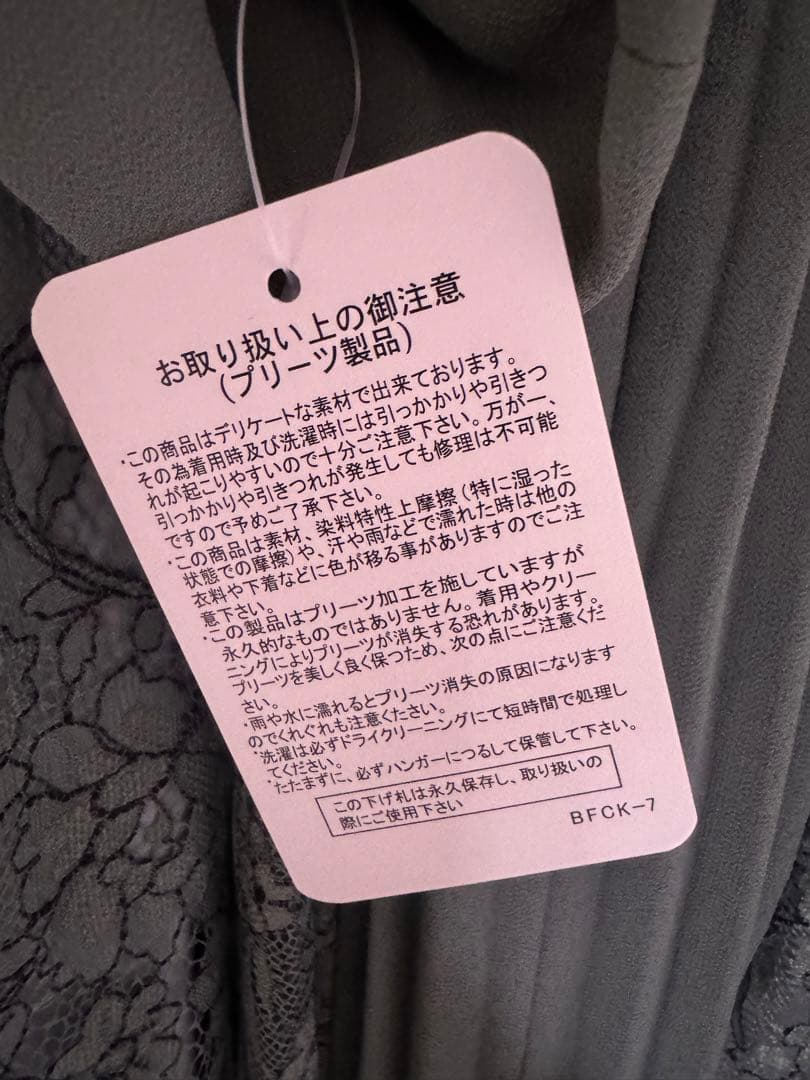 お取り扱い上の御注意
(プリーツ製品)
・この商品はデリケートな素材で出来ております。
その為着用時及び洗濯時には引っかかりや引きつ
れが起こりやすいので十分ご注意下さい。万が一、
引っかかりや引きつれが発生しても修理は不可能
ですので予めご了承下さい。
・この商品は素材、染料特性上摩擦(特に湿った
状態での摩擦)や、汗や雨などで濡れた時は他の
衣料や下着などに色が移る事がありますのでご注
意下さい。
・この製品はプリーツ加工を施していますが
永久的なものではありません。着用やクリー
ニングによりプリーツが消失する恐れがあります。
プリーツを美しく良く保つため、次の点にご注意くだ
さい。
・雨や水に濡れるとプリーツ消失の原因になります
のでくれぐれも注意ください。
・洗濯は必ずドライクリーニングにて短時間で処理し
てください。
・たたまずに、必ずハンガーにつるして保管して下さい。
この下げ札は永久保存し、取り扱いの
際にご使用下さい
BFCK-7